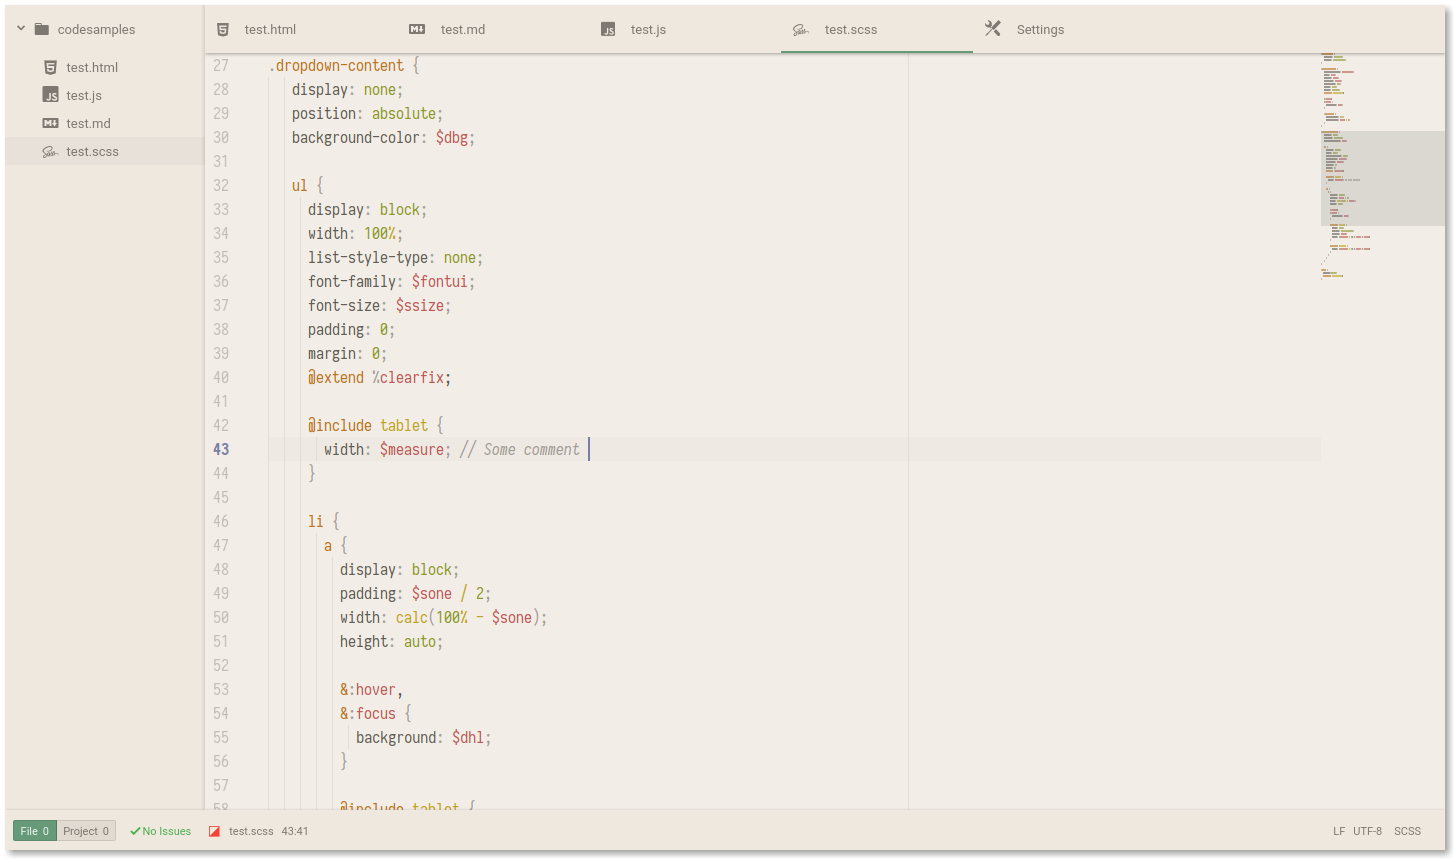 codesamples
test.html
test.js
test.md
test.scss
test.html test.md test.js test.scss Settings
27 .dropdown-content {
28 display: none;
29 position: absolute;
30 background-color: $dbg;
31
32 ul {
33 display: block;
34 width: 100%;
35 list-style-type: none;
36 font-family: $fontui;
37 font-size: $ssize;
38 padding: 0;
39 margin: 0;
40 @extend %clearfix;
41
42 @include tablet {
43 width: $measure; // Some comment
44 }
45
46 li {
47 a {
48 display: block;
49 padding: $sone / 2;
50 width: calc(100% - $sone);
51 height: auto;
52
53 &:hover,
54 &:focus {
55 background: $dhl;
56 }
57
58 @include tablet {
File 0 Project 0 No Issues test.scss 43:41 LF UTF-8 SCSS